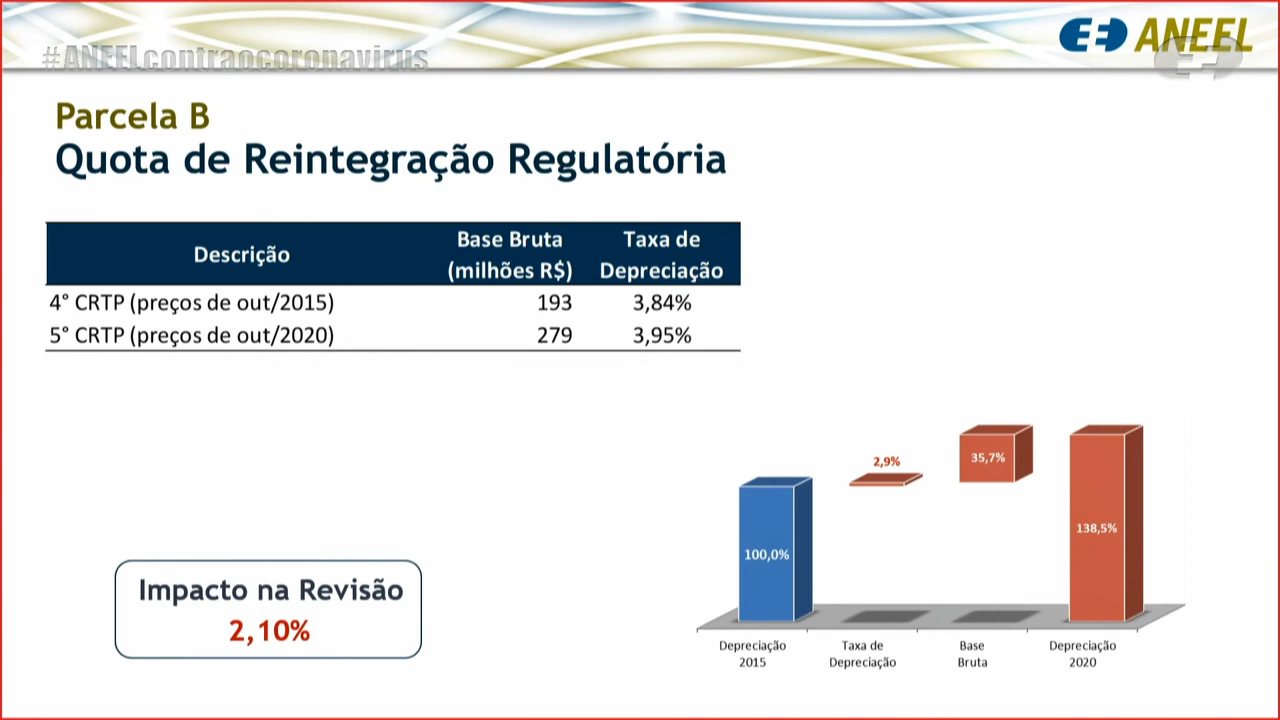 #ANEELcontraocoronavirus
ANEEL
Parcela B
Quota de Reintegração Regulatória
Descrição
Base Bruta
(milhões R$)
Taxa de
Depreciação
4° CRTP (preços de out/2015) 193 3,84%
5° CRTP (preços de out/2020) 279 3,95%
Impacto na Revisão
2,10%
100,0%
2,9%
35,7%
138,5%
Depreciação
2015
Taxa de
Depreciação
Base
Bruta
Depreciação
2020